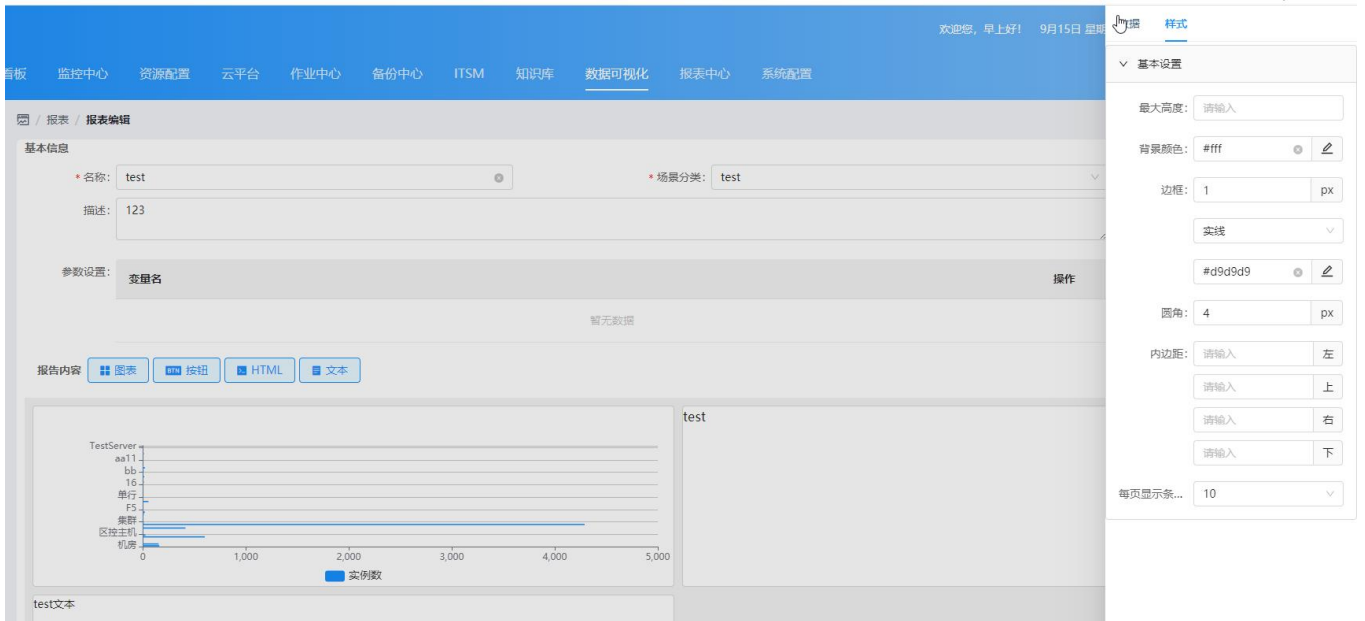 欢迎您，早上好！ 9月15日 星期
看板 监控中心 资源配置 云平台 作业中心 备份中心 ITSM 知识库 数据可视化 报表中心 系统配置
/ 报表 / 报表编辑
基本信息
* 名称： test
* 场景分类： test
描述： 123
参数设置： 变量名 操作
暂无数据
报告内容 图表 BTN 按钮 HTML 文本
TestServer
aa11
bb
16
单行
F5
集群
区控主机
机房
0 1,000 2,000 3,000 4,000 5,000
实例数
test
test文本
数据 样式
基本设置
最大高度： 请输入
背景颜色： #fff
边框： 1 px
实线
#d9d9d9
圆角： 4 px
内边距： 请输入 左
请输入 上
请输入 右
请输入 下
每页显示条... 10